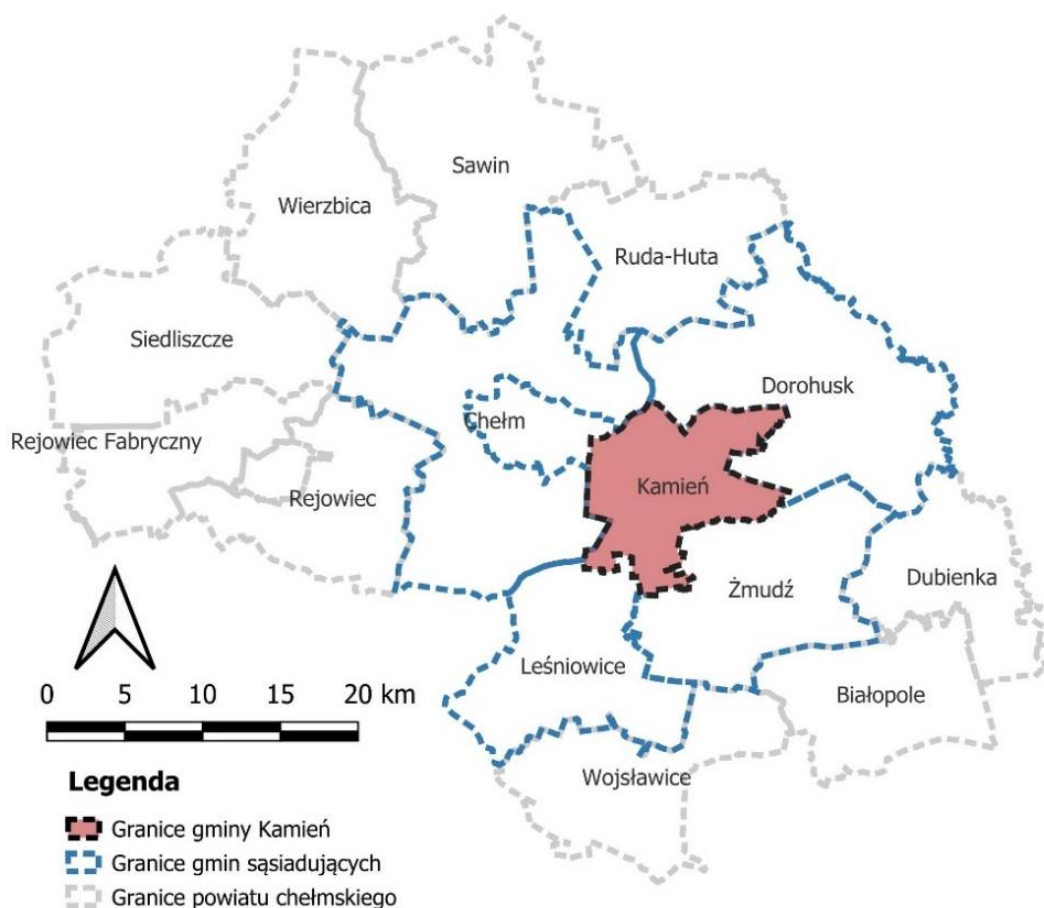 Sawin
Wierzbica
Ruda-Huta
Siedliszcze
Dorohusk
Chełm
Rejowiec Fabryczny
Kamień
Rejowiec
Dubienka
Żmudź
Leśniowice
Białopole
0 5 10 15 20 km
Wojsławice
Legenda
Granice gminy Kamień
Granice gmin sąsiadujących
Granice powiatu chełmskiego